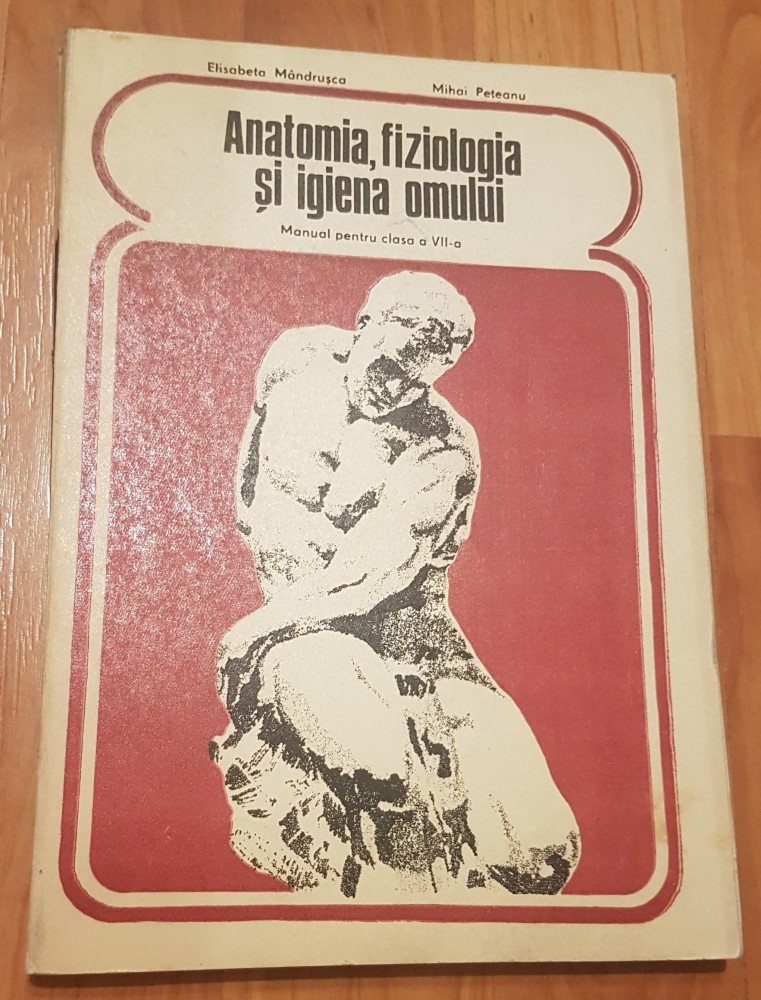 Elisabeta Mândrușca
Mihai Peteanu
Anatomia, fiziologia
și igiena omului
Manual pentru clasa a VII-a